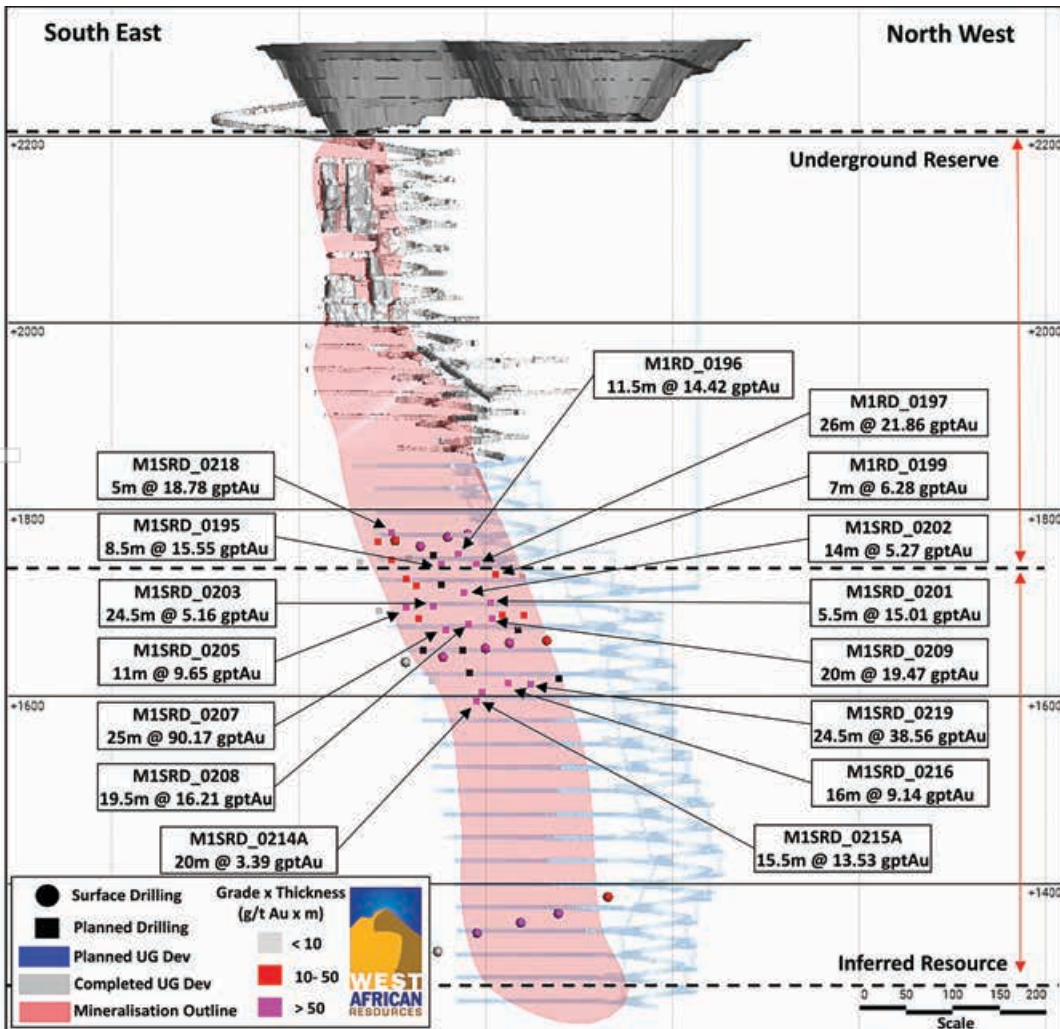 South East
North West
+2200
+2200
Underground Reserve
+2000
+2000
M1RD_0196
11.5m @ 14.42 gptAu
M1RD_0197
26m @ 21.86 gptAu
M1SRD_0218
5m @ 18.78 gptAu
M1RD_0199
7m @ 6.28 gptAu
+1800
+1800
M1SRD_0195
8.5m @ 15.55 gptAu
M1SRD_0202
14m @ 5.27 gptAu
M1SRD_0203
24.5m @ 5.16 gptAu
M1SRD_0201
5.5m @ 15.01 gptAu
M1SRD_0205
11m @ 9.65 gptAu
M1SRD_0209
20m @ 19.47 gptAu
+1600
+1600
M1SRD_0207
25m @ 90.17 gptAu
M1SRD_0219
24.5m @ 38.56 gptAu
M1SRD_0208
19.5m @ 16.21 gptAu
M1SRD_0216
16m @ 9.14 gptAu
M1SRD_0214A
20m @ 3.39 gptAu
M1SRD_0215A
15.5m @ 13.53 gptAu
+1400
Surface Drilling
Planned Drilling
Planned UG Dev
Completed UG Dev
Mineralisation Outline
Grade x Thickness
(g/t Au x m)
< 10
10- 50
> 50
WEST
AFRICAN
RESOURCES
Inferred Resource
0 50 100 150 200
Scale